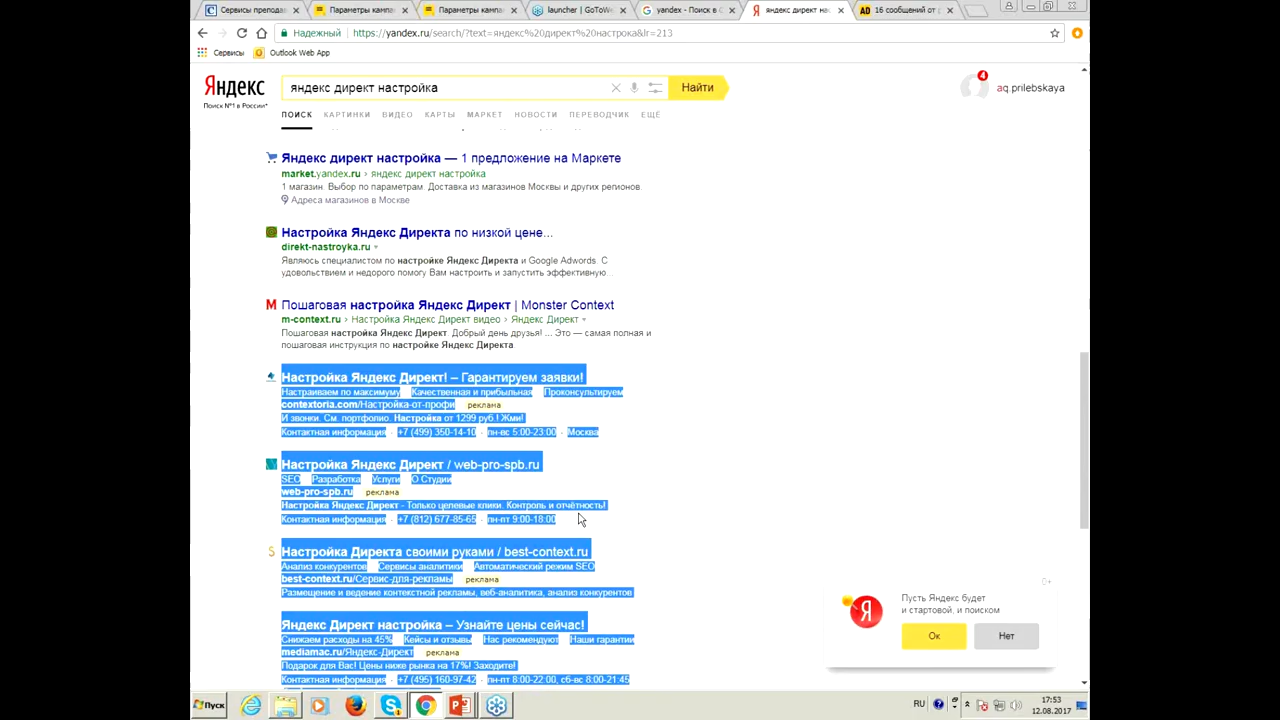 Сервисы преподав
Параметры кампани
Параметры кампани
launcher | GoToWe
yandex - Поиск в G
яндекс директ нас
16 сообщений от р
Надежный
https://yandex.ru/search/?text=яндекс%20директ%20настрока&lr=213
Сервисы
Outlook Web App
Яндекс
Поиск №1 в России*
яндекс директ настройка
Найти
4
aq.prilebskaya
ПОИСК КАРТИНКИ ВИДЕО КАРТЫ МАРКЕТ НОВОСТИ ПЕРЕВОДЧИК ЕЩЁ
Яндекс директ настройка — 1 предложение на Маркете
market.yandex.ru › яндекс директ настройка
1 магазин. Выбор по параметрам. Доставка из магазинов Москвы и других регионов.
Адреса магазинов в Москве
Настройка Яндекс Директа по низкой цене...
direkt-nastroyka.ru
Являюсь специалистом по настройке Яндекс Директа и Google Adwords. С
удовольствием и недорого помогу Вам настроить и запустить эффективную...
M Пошаговая настройка Яндекс Директ | Monster Context
m-context.ru › Настройка Яндекс Директ видео › Яндекс Директ
Пошаговая настройка Яндекс Директ. Добрый день друзья! ... Это — самая полная и
пошаговая инструкция по настройке Яндекс Директа.
Настройка Яндекс Директ! – Гарантируем заявки!
Настраиваем по максимуму Качественная и прибыльная Проконсультируем
contextoria.com/Настройка-от-профи реклама
И звонки. См. портфолио. Настройка от 1299 руб.! Жми!
Контактная информация · +7 (499) 350-14-10 · пн-вс 5:00-23:00 · Москва
Настройка Яндекс Директ / web-pro-spb.ru
SEO Разработка Услуги О Студии
web-pro-spb.ru реклама
Настройка Яндекс Директ - Только целевые клики. Контроль и отчётность!
Контактная информация · +7 (812) 677-85-65 · пн-пт 9:00-18:00
Настройка Директа своими руками / best-context.ru
Анализ конкурентов Сервисы аналитики Автоматический режим SEO
best-context.ru/Сервис-для-рекламы реклама
Размещение и ведение контекстной рекламы, веб-аналитика, анализ конкурентов
Яндекс Директ настройка – Узнайте цены сейчас!
Снижаем расходы на 45% Кейсы и отзывы Нас рекомендуют Наши гарантии
mediamac.ru/Яндекс-Директ реклама
Подарок для Вас! Цены ниже рынка на 17%! Заходите!
Контактная информация · +7 (495) 160-97-42 · пн-пт 8:00-22:00, сб-вс 8:00-21:45
0+
Я
Пусть Яндекс будет
и стартовой, и поиском
Ок
Нет
Пуск
RU
17:53
12.08.2017